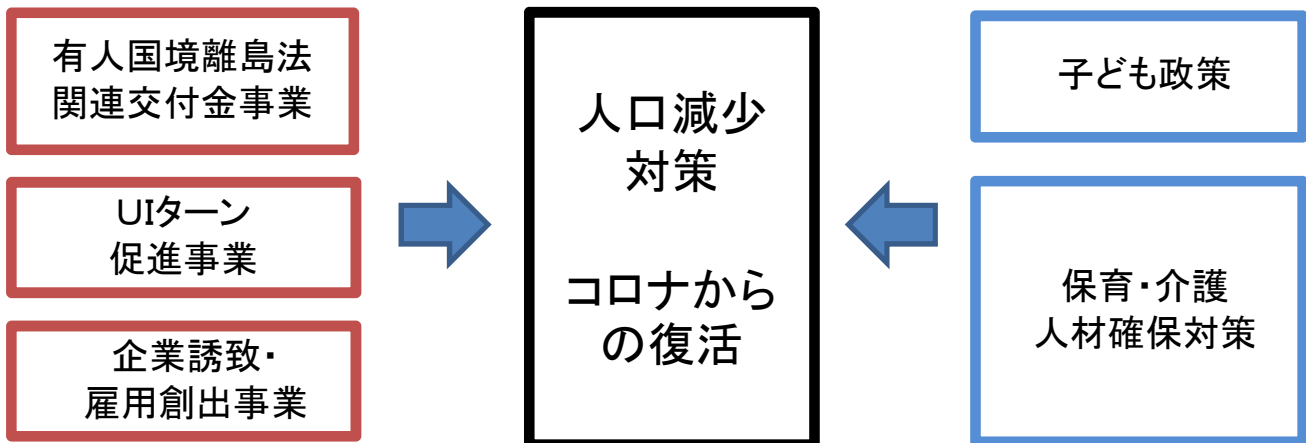 有人国境離島法
関連交付金事業
UIターン
促進事業
企業誘致・
雇用創出事業
人口減少
対策
コロナから
の復活
子ども政策
保育・介護
人材確保対策